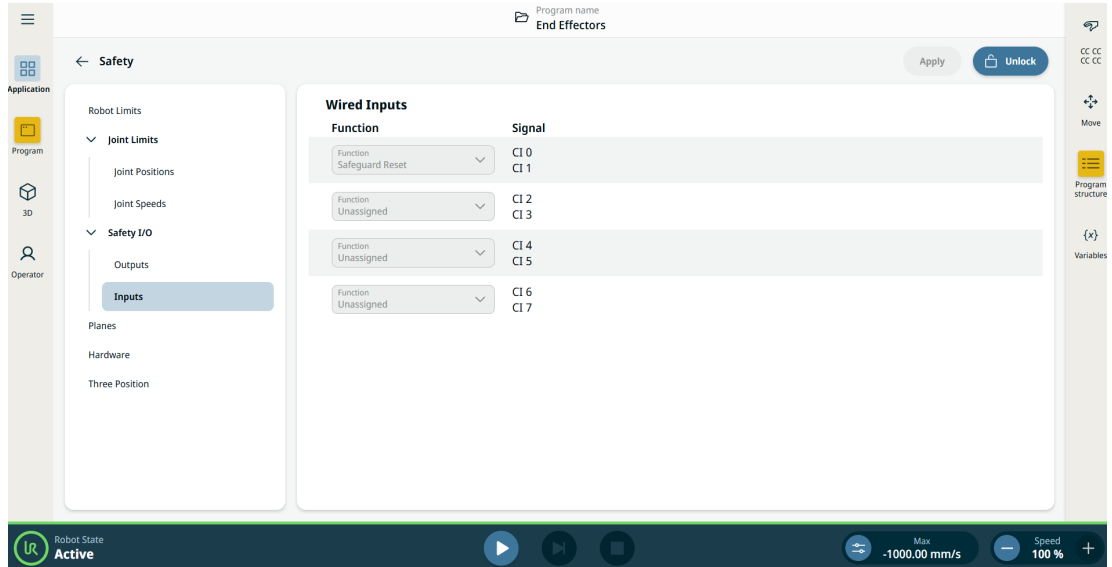 Program name
End Effectors
Application
Program
3D
Operator
Safety
Apply
Unlock
Robot Limits
Joint Limits
Joint Positions
Joint Speeds
Safety I/O
Outputs
Inputs
Planes
Hardware
Three Position
Wired Inputs
Function Signal
Function
Safeguard Reset
CI 0
CI 1
Function
Unassigned
CI 2
CI 3
Function
Unassigned
CI 4
CI 5
Function
Unassigned
CI 6
CI 7
CC CC
CC CC
Move
Program
structure
{x}
Variables
UR
Robot State
Active
Max
-1000.00 mm/s
Speed
100 %